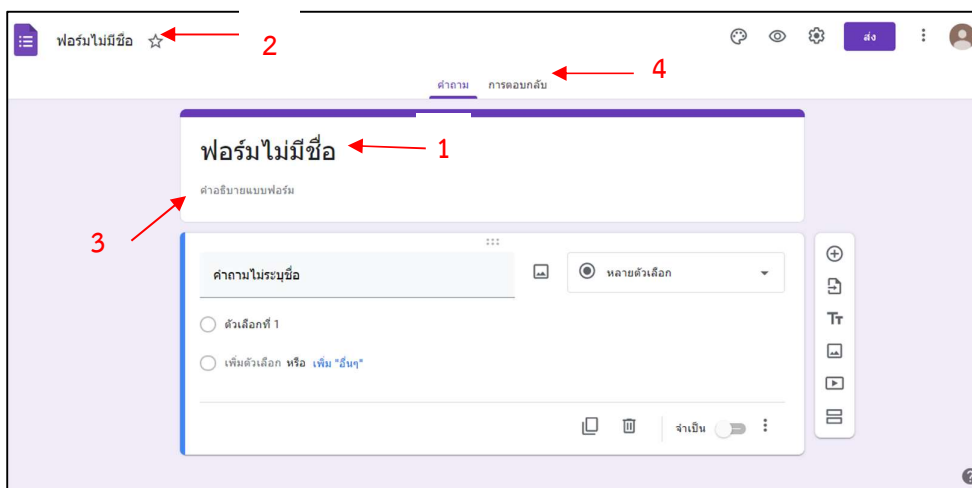 ฟอร์มไม่มีชื่อ
2
ส่ง
คำถาม การตอบกลับ
4
ฟอร์มไม่มีชื่อ
1
คำอธิบายแบบฟอร์ม
3
คำถามไม่ระบุชื่อ
หลายตัวเลือก
ตัวเลือกที่ 1
เพิ่มตัวเลือก หรือ เพิ่ม "อื่นๆ"
Tт
จำเป็น
?